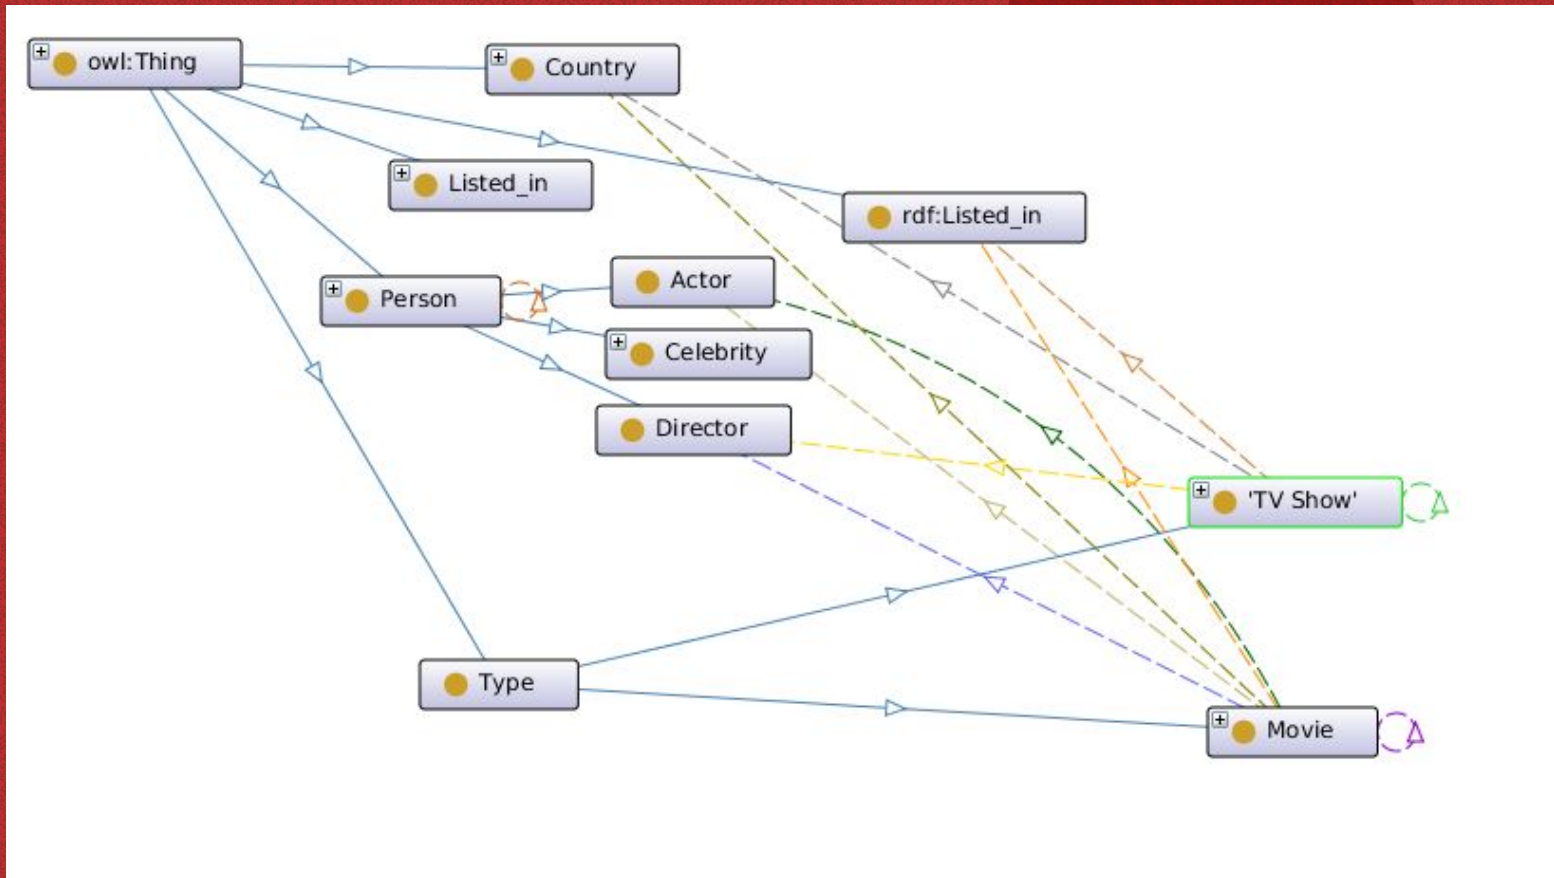 owl:Thing
Country
Listed_in
rdf:Listed_in
Person
Actor
Celebrity
Director
'TV Show'
Type
Movie